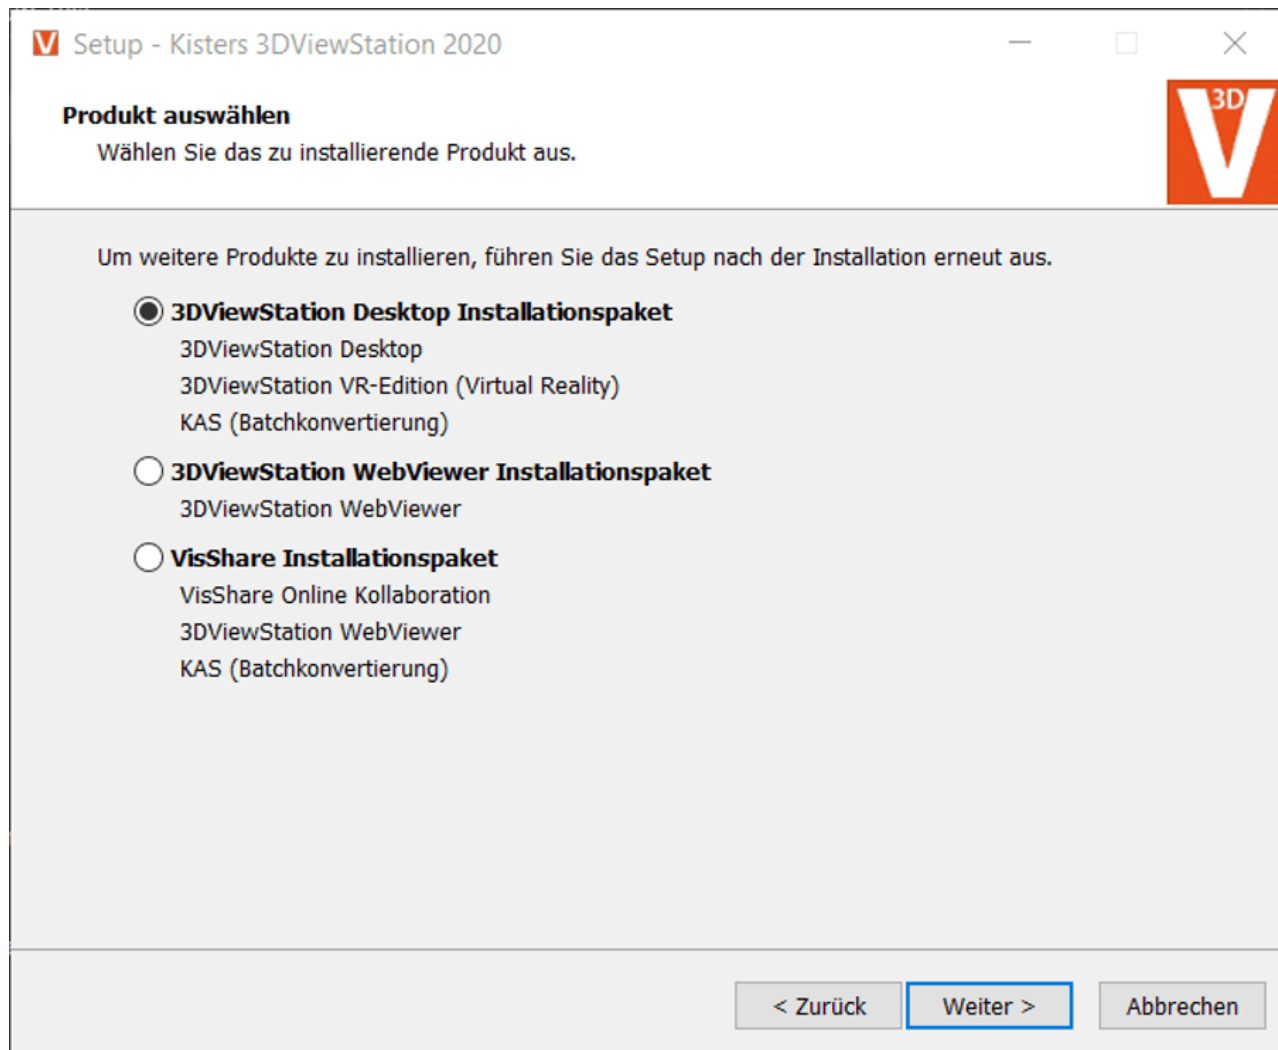 Setup - Kisters 3DViewStation 2020
Produkt auswählen
Wählen Sie das zu installierende Produkt aus.
3D
V
Um weitere Produkte zu installieren, führen Sie das Setup nach der Installation erneut aus.
3DViewStation Desktop Installationspaket
3DViewStation Desktop
3DViewStation VR-Edition (Virtual Reality)
KAS (Batchkonvertierung)
3DViewStation WebViewer Installationspaket
3DViewStation WebViewer
VisShare Installationspaket
VisShare Online Kollaboration
3DViewStation WebViewer
KAS (Batchkonvertierung)
< Zurück
Weiter >
Abbrechen